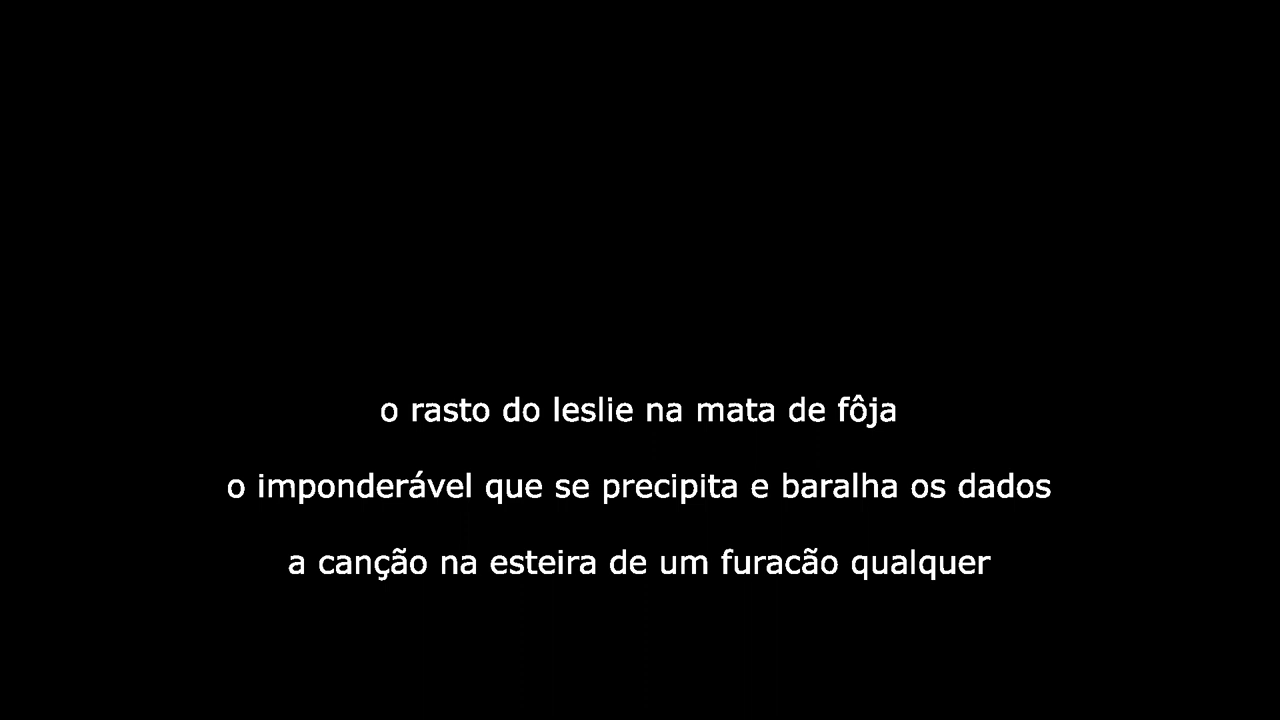 o rasto do leslie na mata de fôja
o imponderável que se precipita e baralha os dados
a canção na esteira de um furacão qualquer